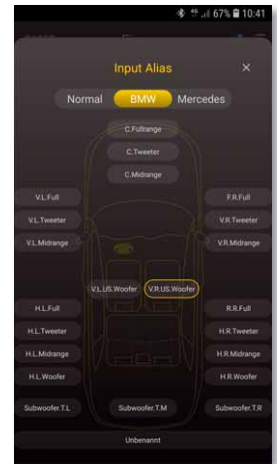 67% 10:41
Input Alias ×
Normal BMW Mercedes
C.Fullrange
C.Tweeter
C.Midrange
V.L.Full F.R.Full
V.L.Tweeter V.R.Tweeter
V.L.Midrange V.R.Midrange
V.L.US.Woofer V.R.US.Woofer
H.L.Full R.R.Full
H.L.Tweeter H.R.Tweeter
H.L.Midrange H.R.Midrange
H.L.Woofer H.R.Woofer
Subwoofer.T.L Subwoofer.T.M Subwoofer.T.R
Unbenannt